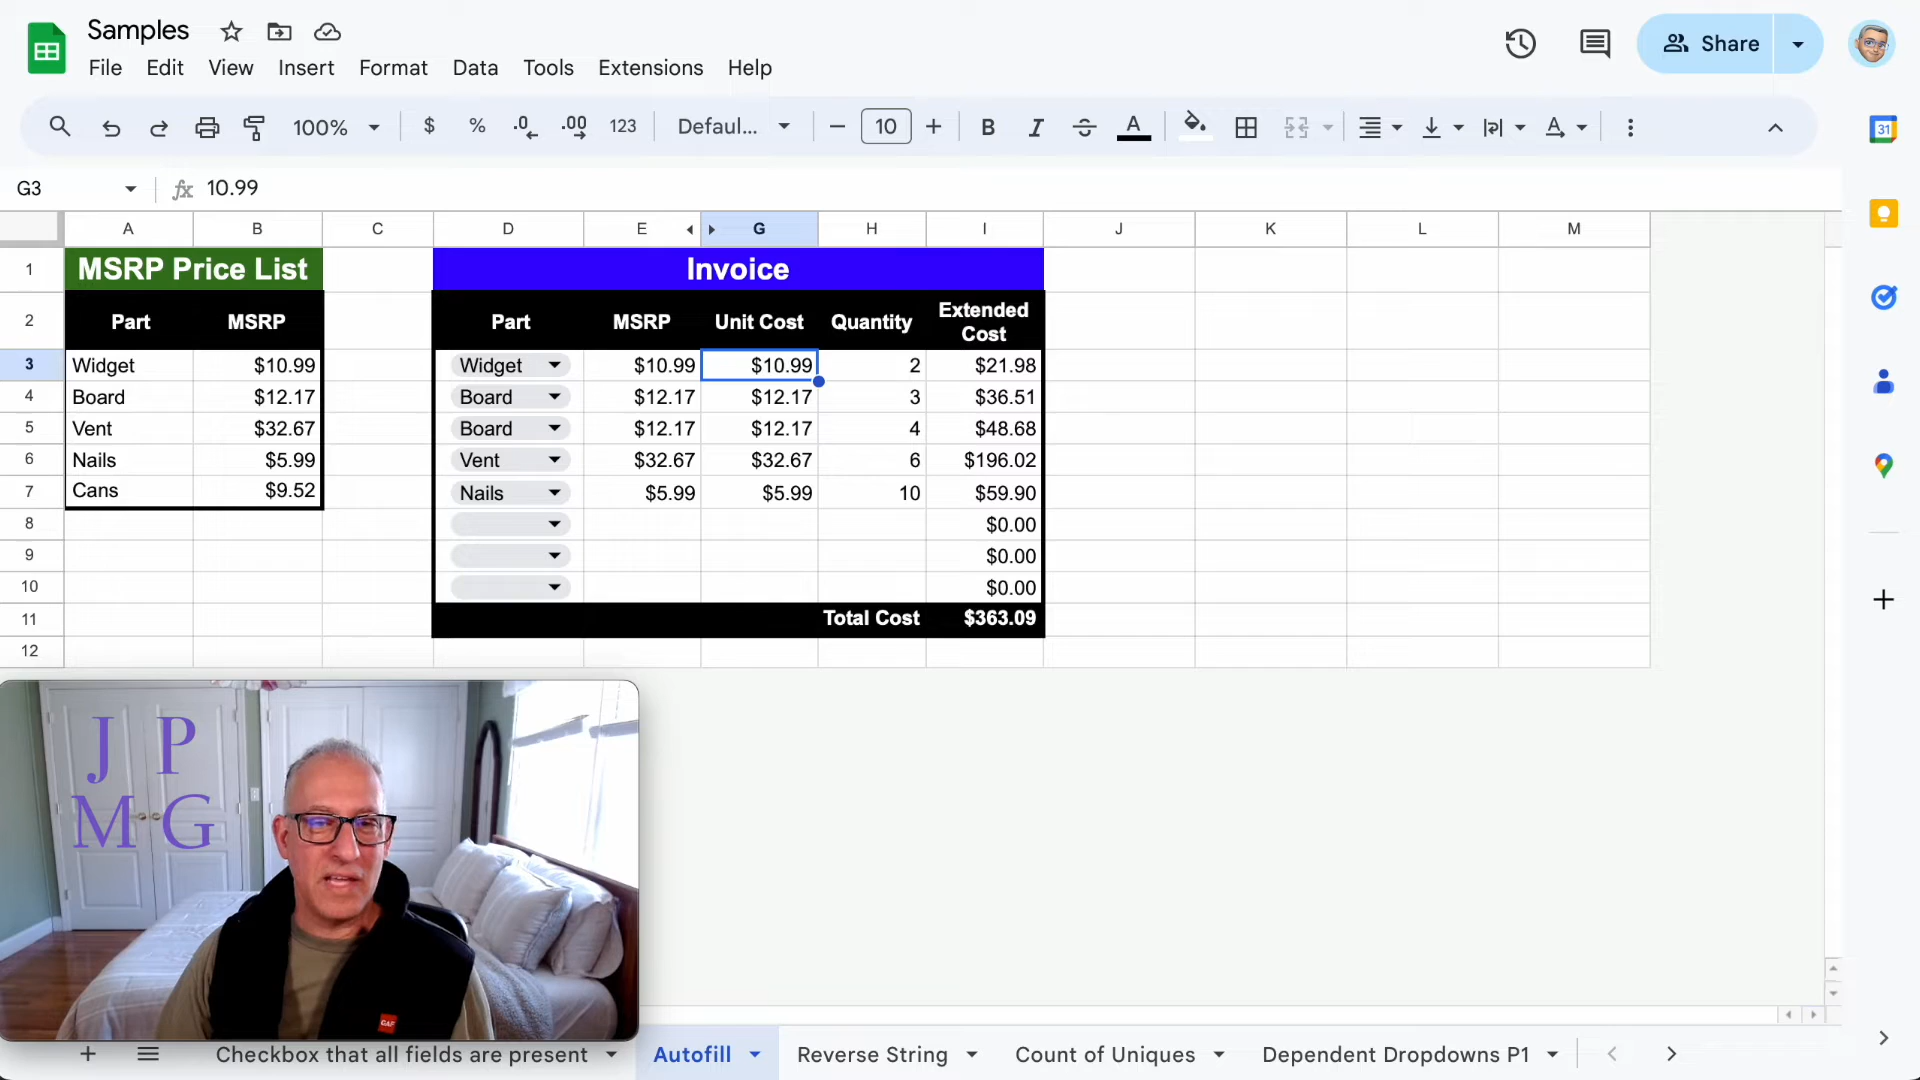 Samples
File Edit View Insert Format Data Tools Extensions Help
Share
100% $ % .0 .00 123 Defaul... 10 B I A
31
G3 fx 10.99
A B C D E G H I J K L M
1 MSRP Price List Invoice
2 Part MSRP Part MSRP Unit Cost Quantity Extended Cost
3 Widget $10.99 Widget $10.99 $10.99 2 $21.98
4 Board $12.17 Board $12.17 $12.17 3 $36.51
5 Vent $32.67 Board $12.17 $12.17 4 $48.68
6 Nails $5.99 Vent $32.67 $32.67 6 $196.02
7 Cans $9.52 Nails $5.99 $5.99 10 $59.90
8 $0.00
9 $0.00
10 $0.00
11 Total Cost $363.09
12
J P
M G
GAF
Checkbox that all fields are present Autofill Reverse String Count of Uniques Dependent Dropdowns P1